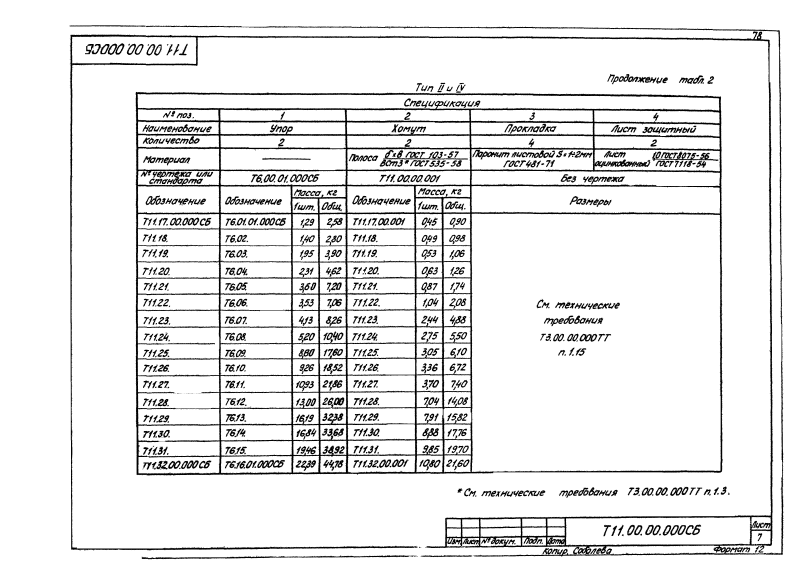 78
Т11 00 00 000СБ
Продолжение табл. 2
Тип II и IV
Спецификация
№ поз. 1 2 3 4
Наименование Упор Хомут Прокладка Лист защитный
Количество 2 2 4 2
Материал — Полоса б×в ГОСТ 103-57 / ВСт3* ГОСТ 535-58 Паронит листовой S=1÷2мм ГОСТ 481-71 Лист оцинкованный 1,0 ГОСТ 8075-56 / ГОСТ 7118-54
№ чертежа или стандарта Т6.00.01.000СБ Т11.00.00.001 Без чертежа
Обозначение Обозначение Масса, кг Обозначение Масса, кг Размеры
1шт. Общ. 1шт. Общ.
Т11.17.00.000СБ Т6.01.01.000СБ 1,29 2,58 Т11.17.00.001 0,45 0,90
Т11.18. Т6.02. 1,40 2,80 Т11.18. 0,49 0,98
Т11.19. Т6.03. 1,95 3,90 Т11.19. 0,53 1,06
Т11.20. Т6.04. 2,31 4,62 Т11.20. 0,63 1,26
Т11.21. Т6.05. 3,60 7,20 Т11.21. 0,87 1,74
Т11.22. Т6.06. 3,53 7,06 Т11.22. 1,04 2,08
Т11.23. Т6.07. 4,13 8,26 Т11.23. 2,44 4,88
Т11.24. Т6.08. 5,20 10,40 Т11.24. 2,75 5,50
Т11.25. Т6.09. 8,80 17,60 Т11.25. 3,05 6,10
Т11.26. Т6.10. 9,26 18,52 Т11.26. 3,36 6,72
Т11.27. Т6.11. 10,93 21,86 Т11.27. 3,70 7,40
Т11.28. Т6.12. 13,00 26,00 Т11.28. 7,04 14,08
Т11.29. Т6.13. 16,19 32,38 Т11.29. 7,91 15,82
Т11.30. Т6.14. 16,84 33,68 Т11.30. 8,88 17,76
Т11.31. Т6.15. 19,46 38,92 Т11.31. 9,85 19,70
Т11.32.00.000СБ Т6.16.01.000СБ 22,39 44,78 Т11.32.00.001 10,80 21,60
См. технические
требования
Т3.00.00.000ТТ
п.1.15
* См. технические требования Т3.00.00.000ТТ п.1.3.
Т11.00.00.000СБ
Лист
7
Изм. Лист № докум. Подп. Дата
Копир. Соболева
Формат 12